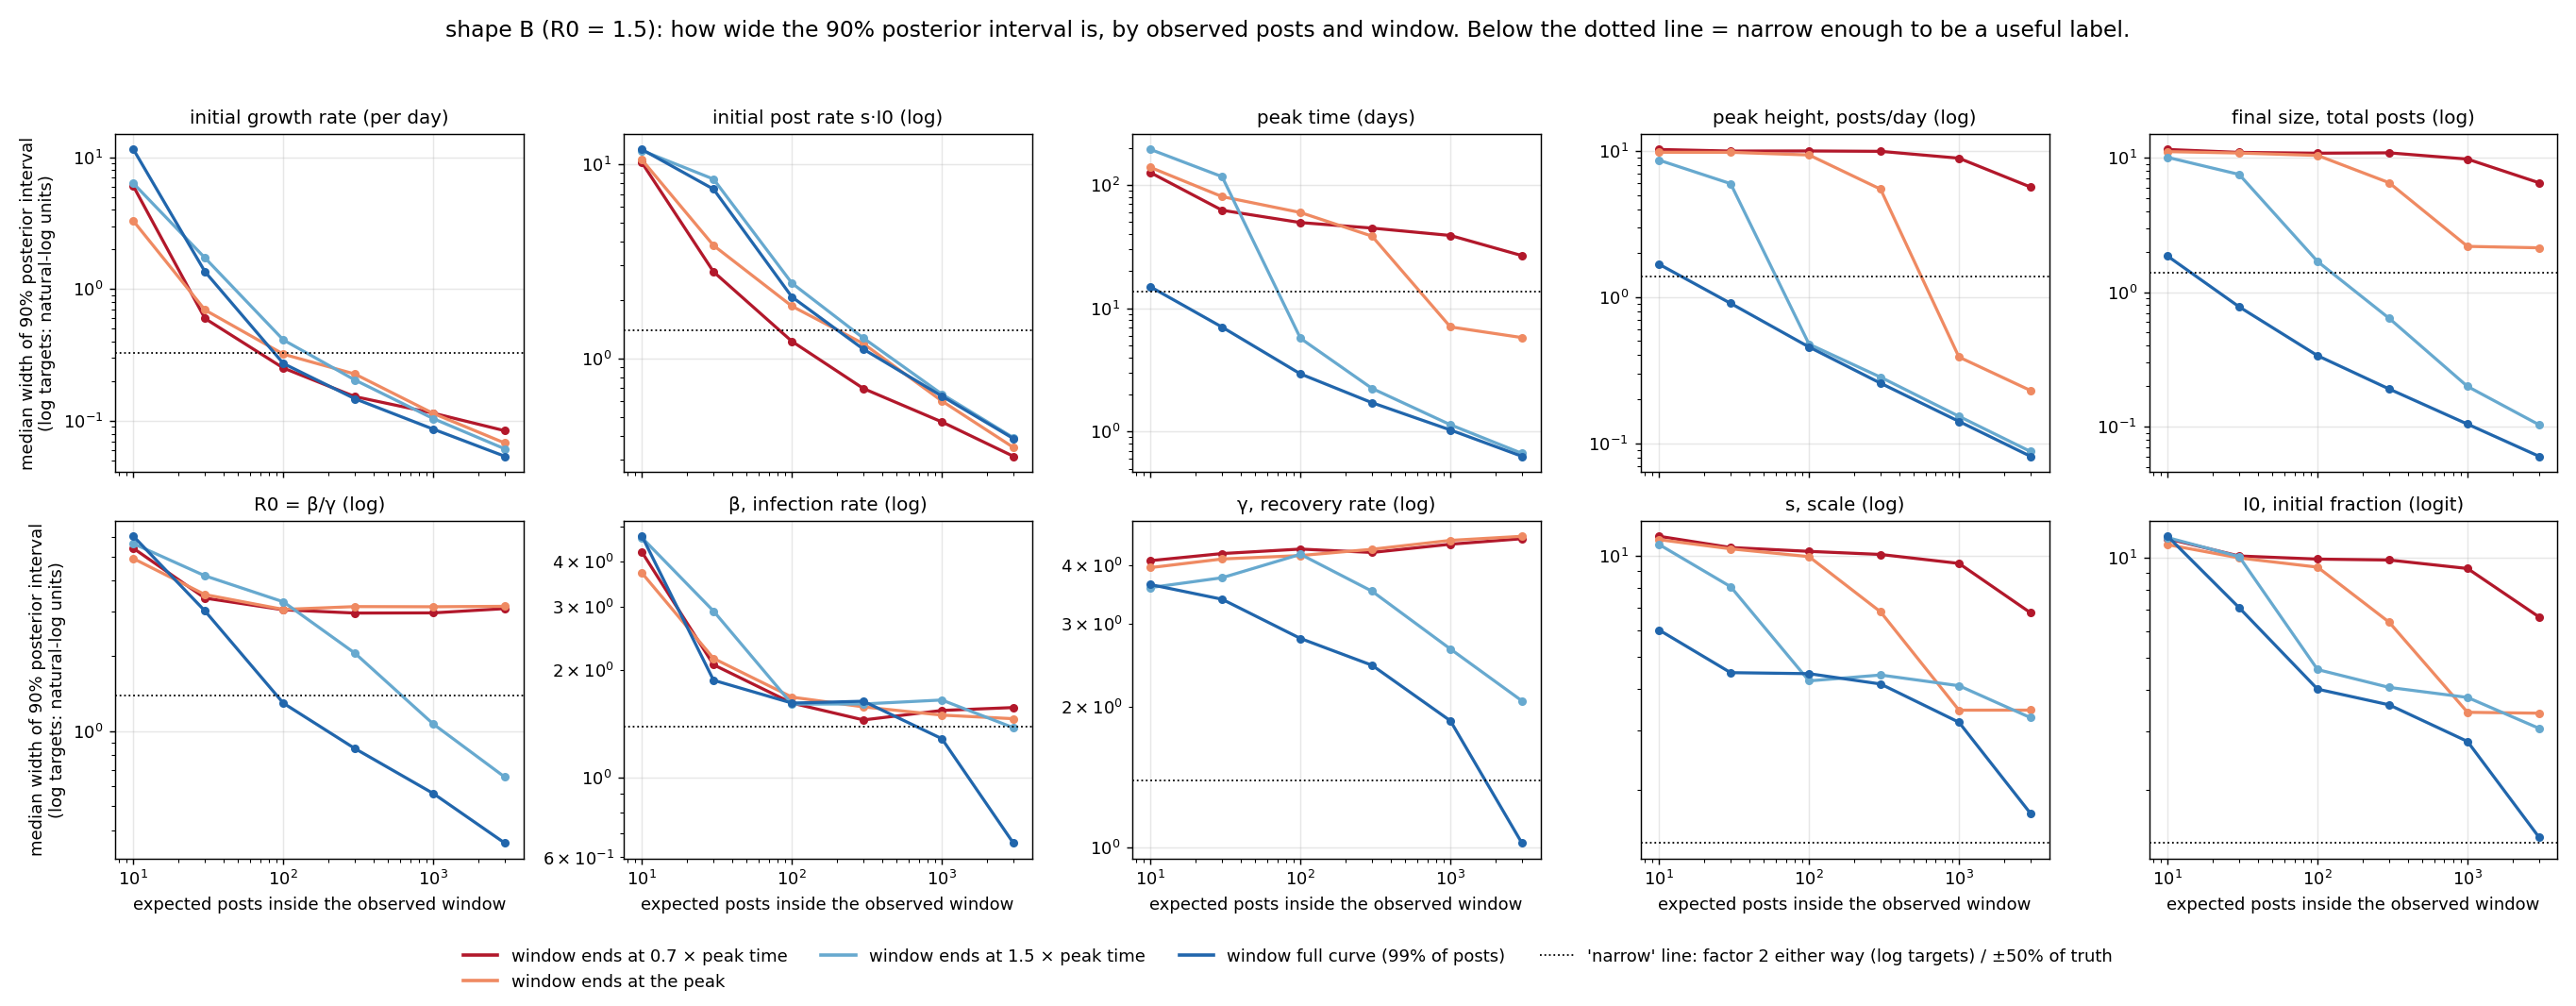 shape B (R0 = 1.5): how wide the 90% posterior interval is, by observed posts and window. Below the dotted line = narrow enough to be a useful label.
initial growth rate (per day)
initial post rate s·I0 (log)
peak time (days)
peak height, posts/day (log)
final size, total posts (log)
median width of 90% posterior interval
(log targets: natural-log units)
10¹
10⁰
10⁻¹
10¹
10⁰
10²
10¹
10⁰
10¹
10⁰
10⁻¹
10¹
10⁰
10⁻¹
R0 = β/γ (log)
β, infection rate (log)
γ, recovery rate (log)
s, scale (log)
I0, initial fraction (logit)
median width of 90% posterior interval
(log targets: natural-log units)
10⁰
4 × 10⁰
3 × 10⁰
2 × 10⁰
10⁰
6 × 10⁻¹
4 × 10⁰
3 × 10⁰
2 × 10⁰
10⁰
10¹
10¹
10¹ 10² 10³
10¹ 10² 10³
10¹ 10² 10³
10¹ 10² 10³
10¹ 10² 10³
expected posts inside the observed window
expected posts inside the observed window
expected posts inside the observed window
expected posts inside the observed window
expected posts inside the observed window
window ends at 0.7 × peak time
window ends at the peak
window ends at 1.5 × peak time
window full curve (99% of posts)
'narrow' line: factor 2 either way (log targets) / ±50% of truth